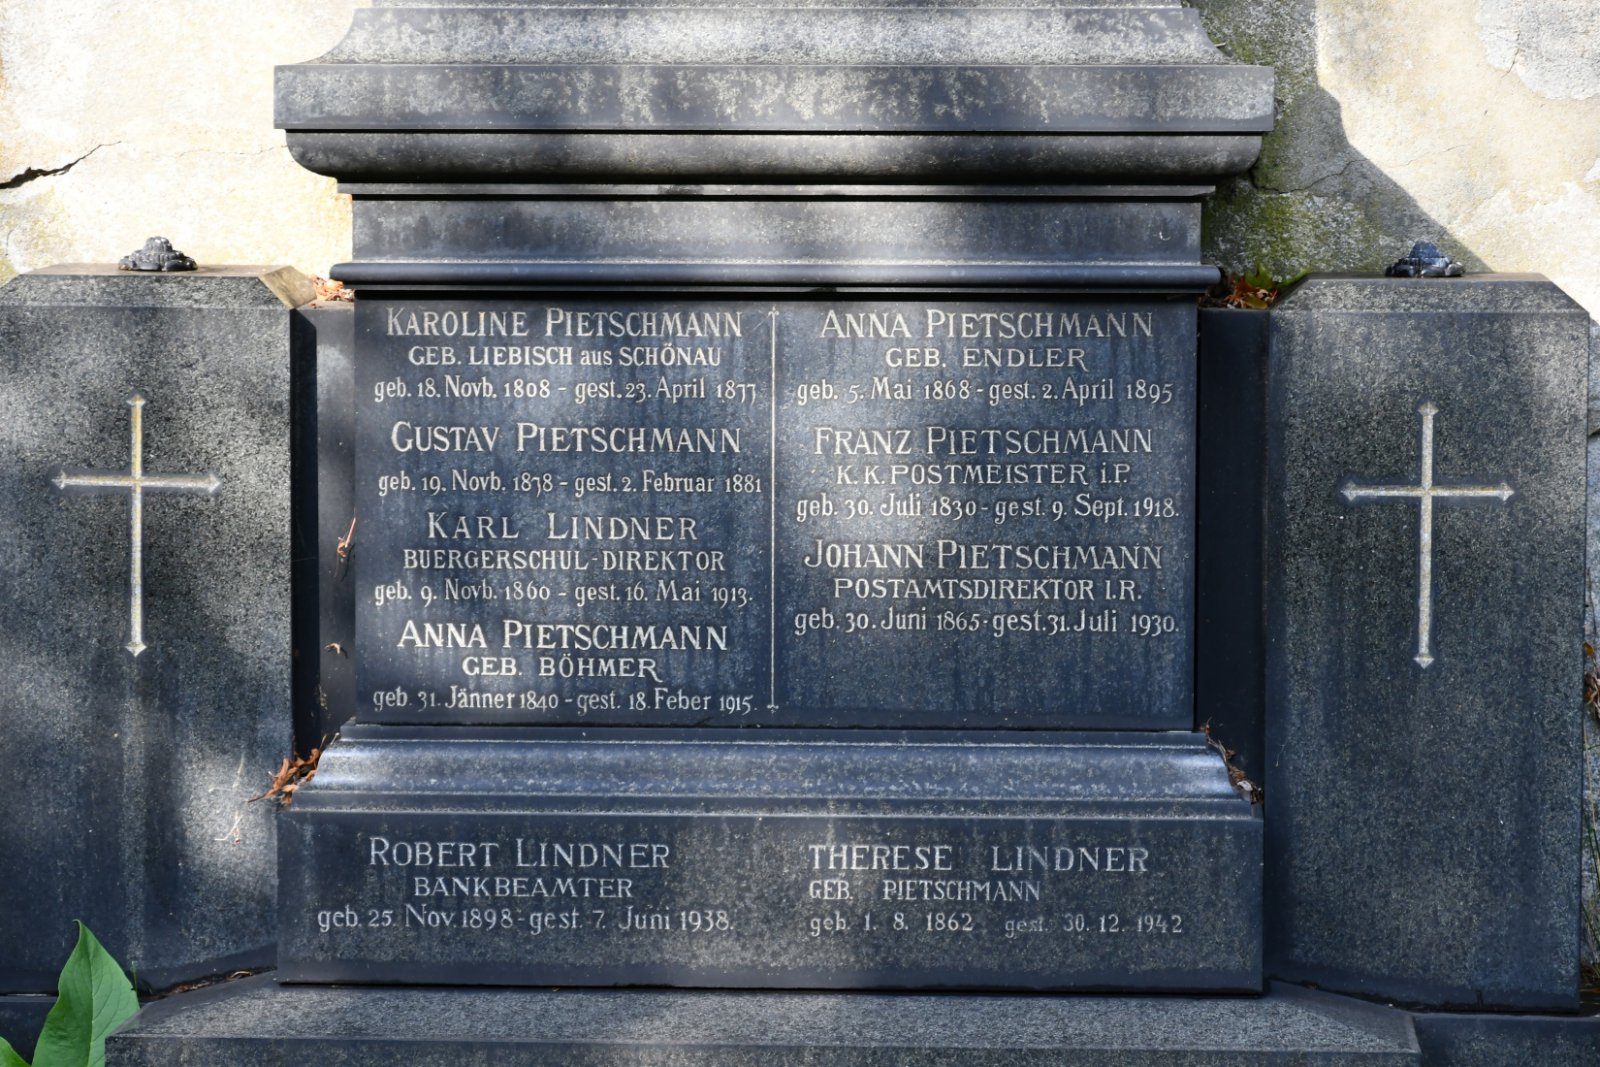 KAROLINE PIETSCHMANN
GEB. LIEBISCH aus SCHÖNAU
geb. 18. Novb. 1808 - gest. 23. April 1877
GUSTAV PIETSCHMANN
geb. 19. Novb. 1878 - gest. 2. Februar 1881
KARL LINDNER
BUERGERSCHUL-DIREKTOR
geb. 9. Novb. 1860 - gest. 16. Mai 1913.
ANNA PIETSCHMANN
GEB. BÖHMER
geb. 31. Jänner 1840 - gest. 18. Feber 1915.
ANNA PIETSCHMANN
GEB. ENDLER
geb. 5. Mai 1868 - gest. 2. April 1895
FRANZ PIETSCHMANN
K. K. POSTMEISTER i. P.
geb. 30. Juli 1830 - gest. 9. Sept. 1918.
JOHANN PIETSCHMANN
POSTAMTSDIREKTOR I. R.
geb. 30. Juni 1865 - gest. 31. Juli 1930.
ROBERT LINDNER
BANKBEAMTER
geb. 25. Nov. 1898 - gest. 7. Juni 1938.
THERESE LINDNER
GEB. PIETSCHMANN
geb. 1. 8. 1862 gest. 30. 12. 1942